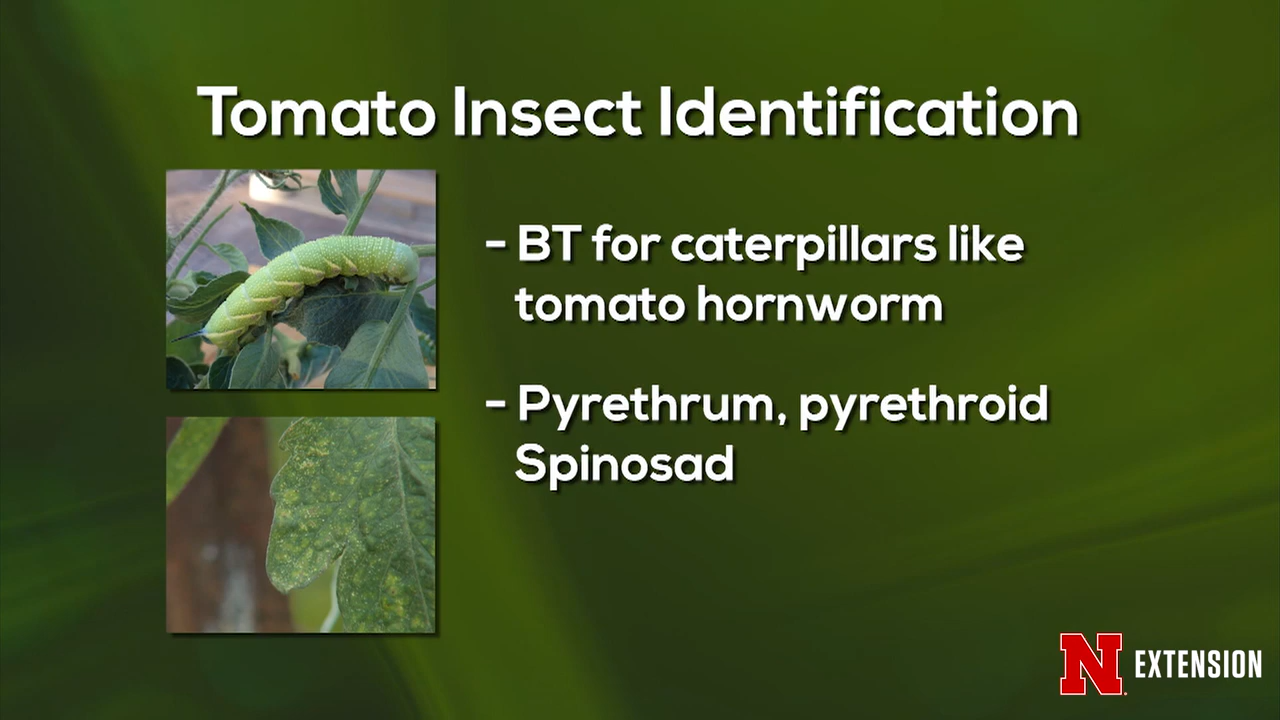 Tomato Insect Identification
- BT for caterpillars like
tomato hornworm
- Pyrethrum, pyrethroid
Spinosad
N EXTENSION